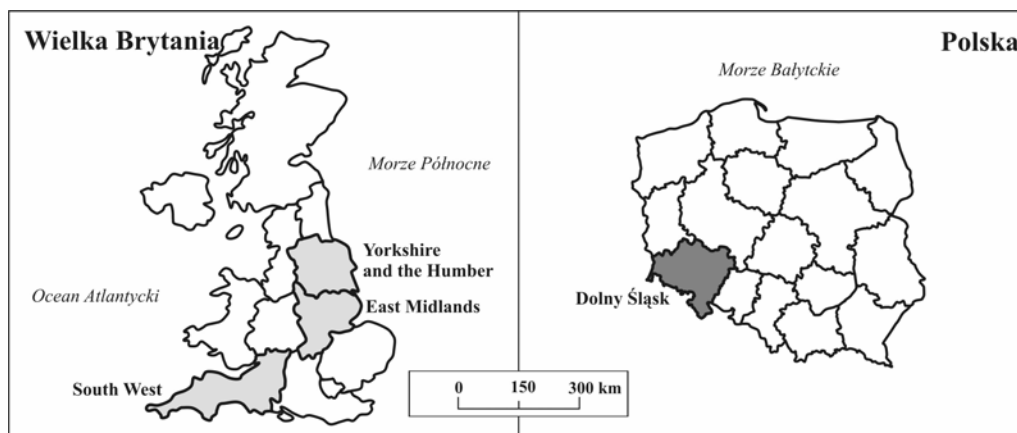 Wielka Brytania
Morze Północne
Yorkshire
and the Humber
Ocean Atlantycki
East Midlands
South West
Polska
Morze Bałytckie
Dolny Śląsk
0 150 300 km